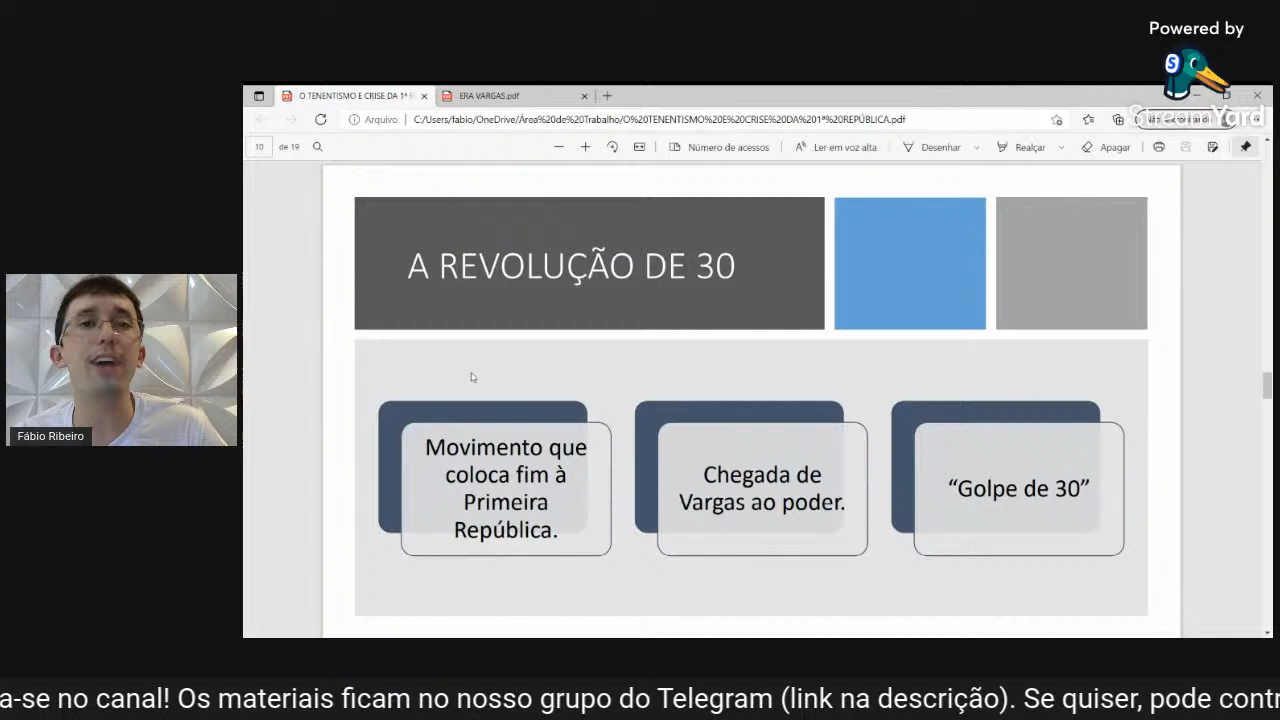 Powered by
StreamYard
O TENENTISMO E CRISE DA 1ª
ERA VARGAS.pdf
Arquivo
C:/Users/fabio/OneDrive/Área%20de%20Trabalho/O%20TENENTISMO%20E%20CRISE%20DA%201ª%20REPÚBLICA.pdf
10 de 19
Número de acessos
Ler em voz alta
Desenhar
Realçar
Apagar
A REVOLUÇÃO DE 30
Movimento que
coloca fim à
Primeira
República.
Chegada de
Vargas ao poder.
“Golpe de 30”
Fábio Ribeiro
a-se no canal! Os materiais ficam no nosso grupo do Telegram (link na descrição). Se quiser, pode contr